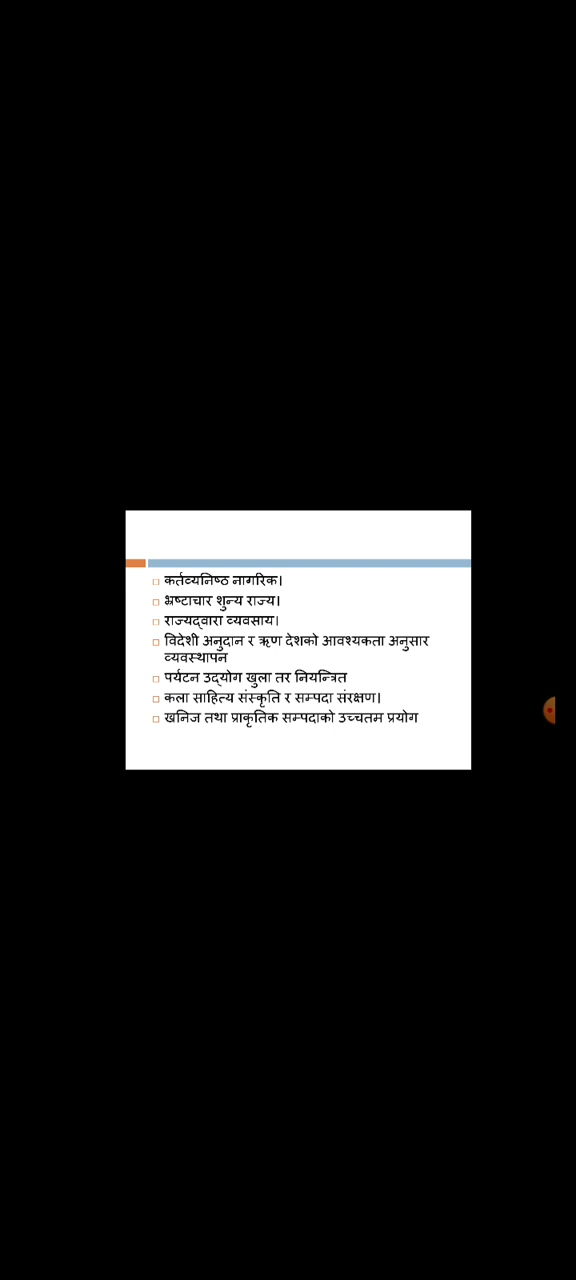 कर्तव्यनिष्ठ नागरिक।
भ्रष्टाचार शुन्य राज्य।
राज्यद्वारा व्यवसाय।
विदेशी अनुदान र ऋण देशको आवश्यकता अनुसार
व्यवस्थापन
पर्यटन उद्योग खुला तर नियन्त्रित
कला साहित्य संस्कृति र सम्पदा संरक्षण।
खनिज तथा प्राकृतिक सम्पदाको उच्चतम प्रयोग